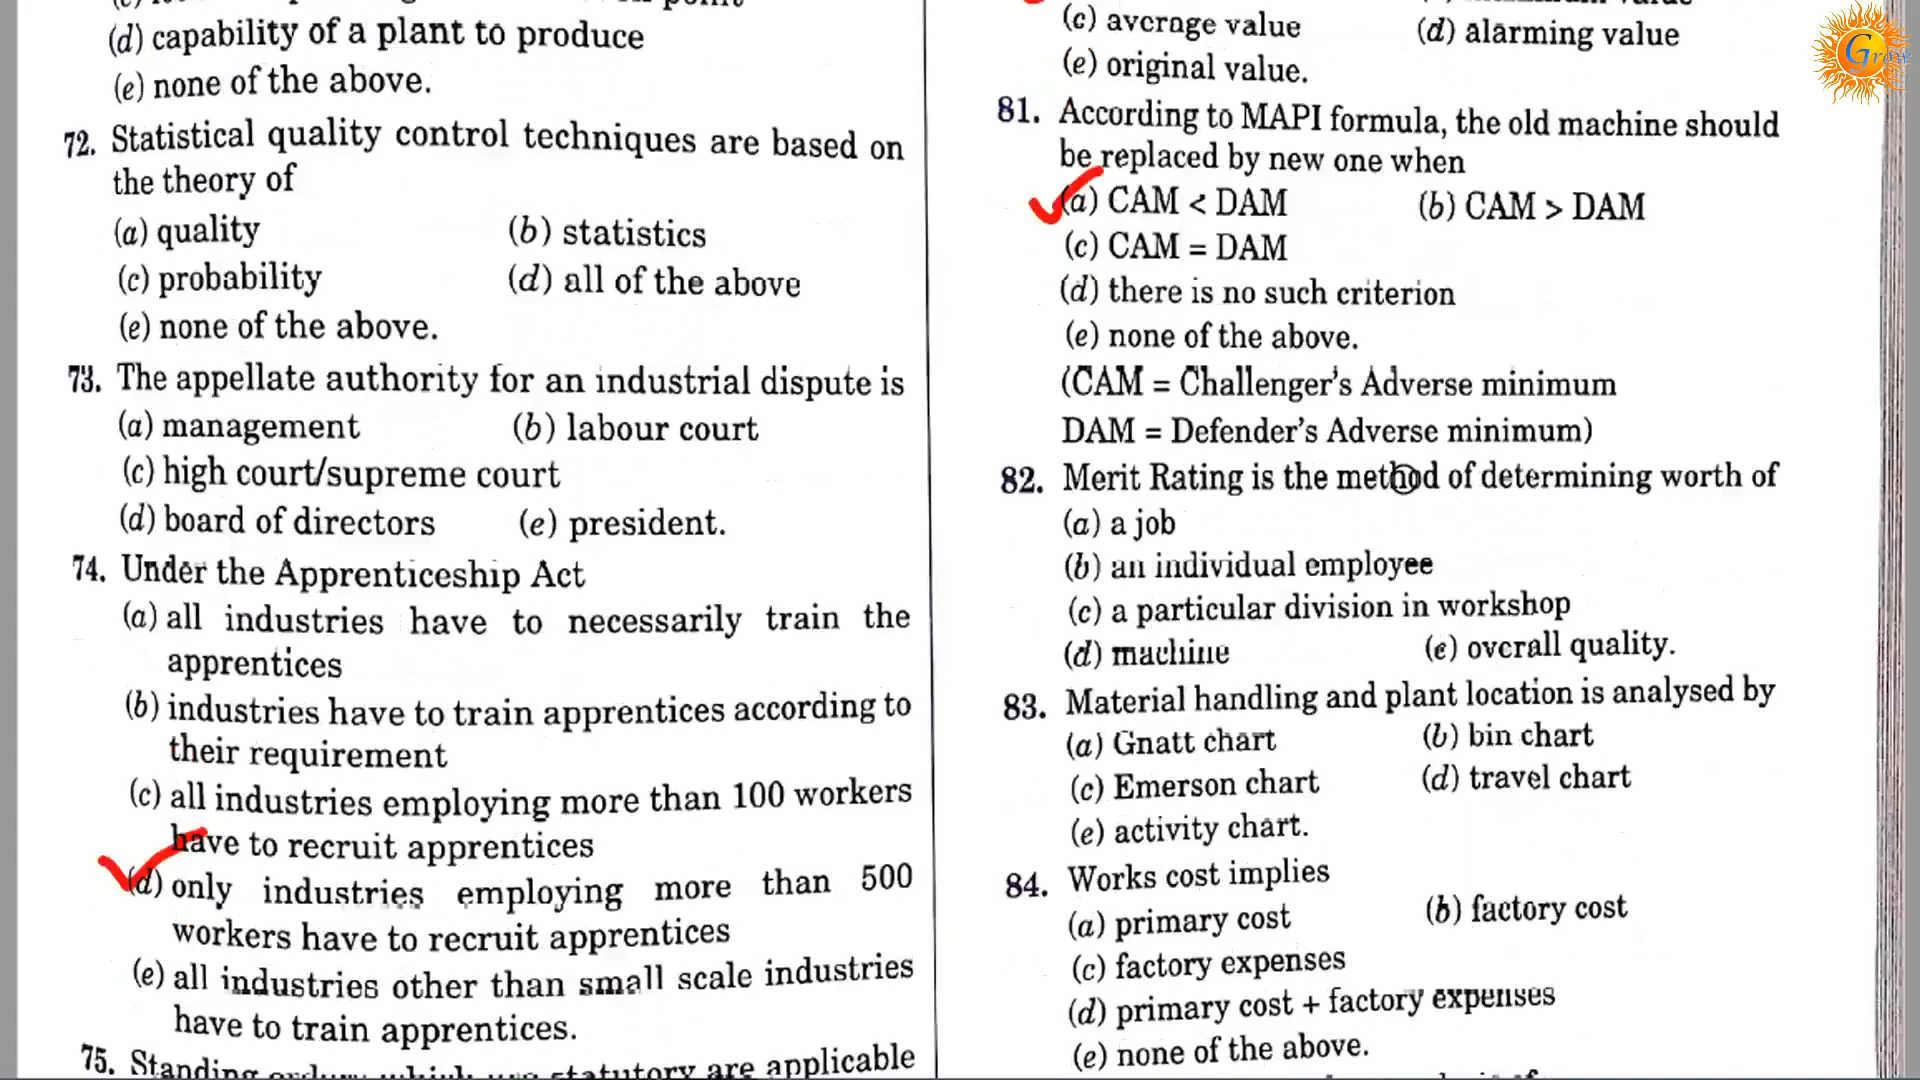 (d) capability of a plant to produce
(e) none of the above.
72. Statistical quality control techniques are based on
the theory of
(a) quality (b) statistics
(c) probability (d) all of the above
(e) none of the above.
73. The appellate authority for an industrial dispute is
(a) management (b) labour court
(c) high court/supreme court
(d) board of directors (e) president.
74. Under the Apprenticeship Act
(a) all industries have to necessarily train the
apprentices
(b) industries have to train apprentices according to
their requirement
(c) all industries employing more than 100 workers
have to recruit apprentices
(d) only industries employing more than 500
workers have to recruit apprentices
(e) all industries other than small scale industries
have to train apprentices.
75. Standing orders which are statutory are applicable
(c) average value (d) alarming value
(e) original value.
81. According to MAPI formula, the old machine should
be replaced by new one when
(a) CAM < DAM (b) CAM > DAM
(c) CAM = DAM
(d) there is no such criterion
(e) none of the above.
(CAM = Challenger's Adverse minimum
DAM = Defender's Adverse minimum)
82. Merit Rating is the method of determining worth of
(a) a job
(b) an individual employee
(c) a particular division in workshop
(d) machine (e) overall quality.
83. Material handling and plant location is analysed by
(a) Gnatt chart (b) bin chart
(c) Emerson chart (d) travel chart
(e) activity chart.
84. Works cost implies
(a) primary cost (b) factory cost
(c) factory expenses
(d) primary cost + factory expenses
(e) none of the above.
Grow